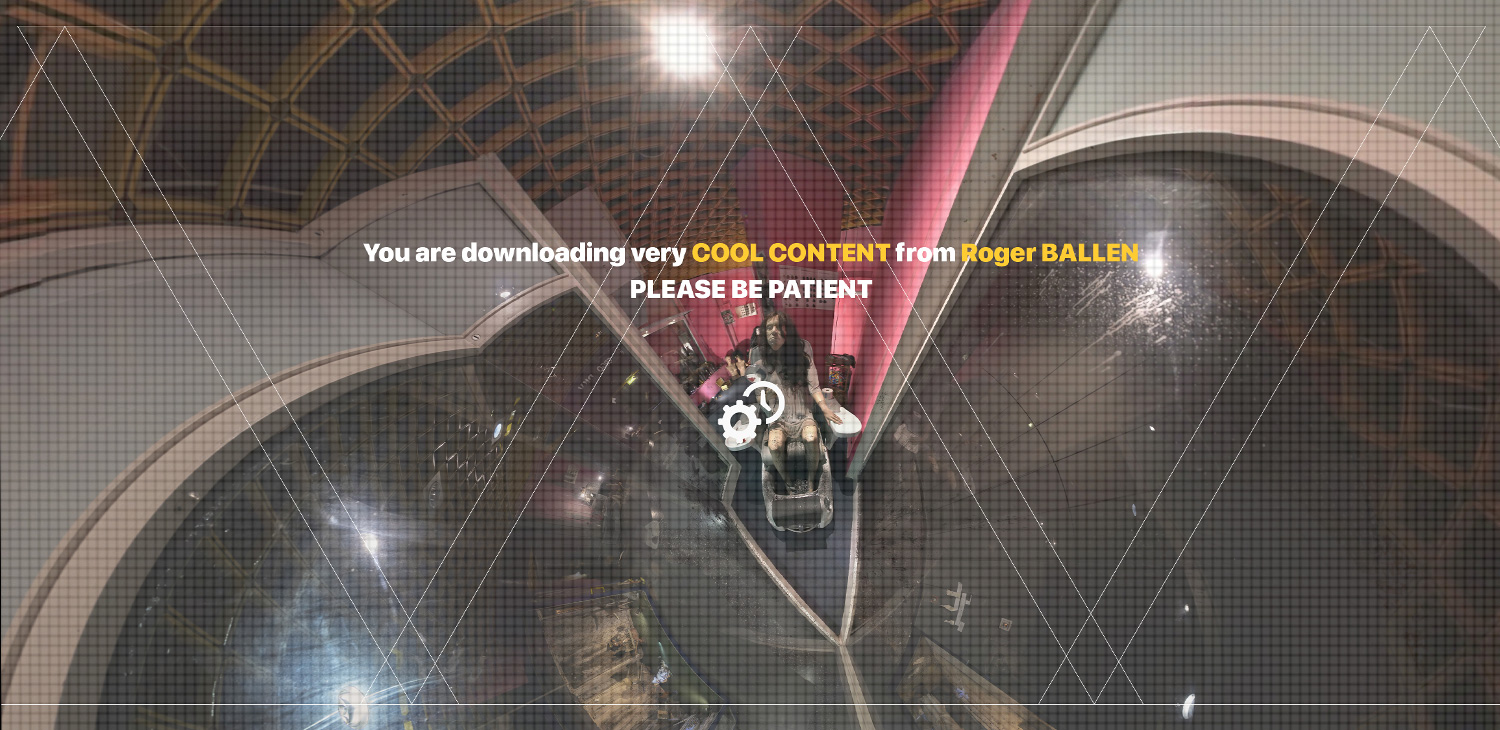 You are downloading very COOL CONTENT from Roger BALLEN
PLEASE BE PATIENT